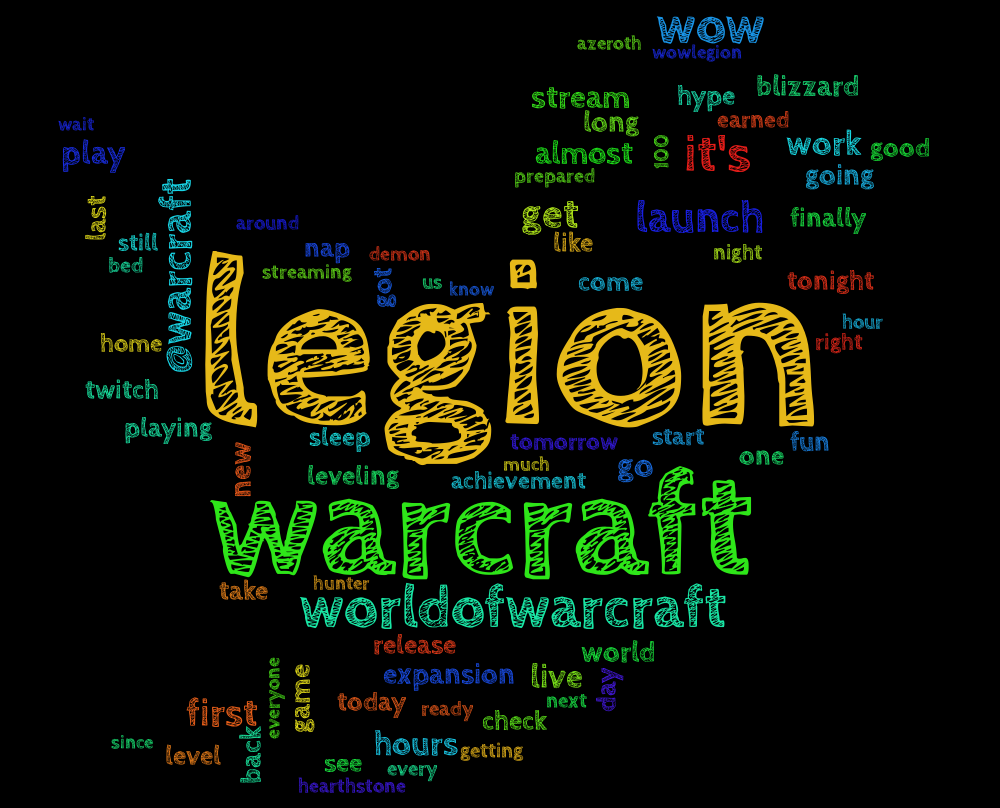 wow
azeroth
wowlegion
blizzard
stream
hype
long
earned
wait
play
almost
100
it's
work
good
prepared
going
last
@warcraft
get
launch
finally
around
still
nap
demon
like
night
bed
streaming
got
us
know
come
tonight
legion
hour
home
right
twitch
playing
sleep
tomorrow
start
fun
new
leveling
much
achievement
go
one
warcraft
take
hunter
worldofwarcraft
release
world
everyone
game
expansion
live
day
first
today
ready
next
check
since
level
back
hours
getting
see
every
hearthstone